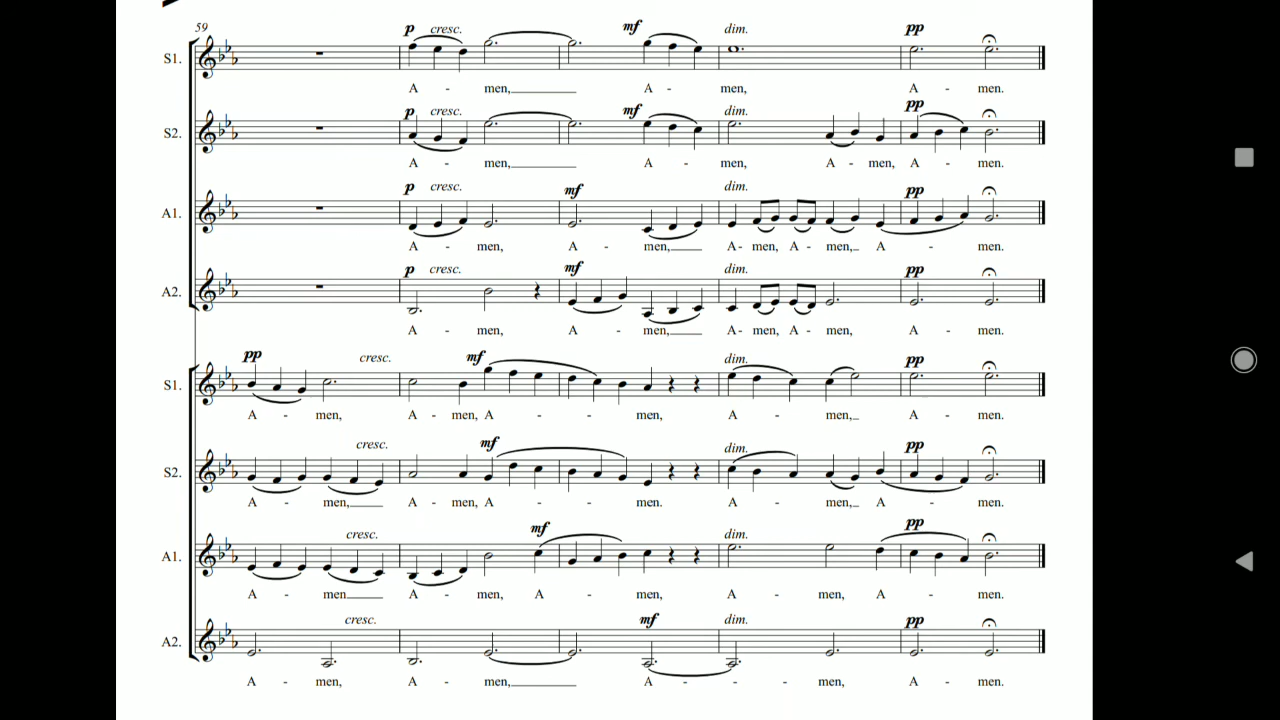 59
p cresc. mf dim. pp
S1.
A - men, A - men, A - men.
p cresc. mf dim. pp
S2.
A - men, A - men, A - men, A - men.
p cresc. mf dim. pp
A1.
A - men, A - men, A- men, A - men, A - men.
p cresc. mf dim. pp
A2.
A - men, A - men, A- men, A - men, A - men.
pp cresc. mf dim. pp
S1.
A - men, A - men, A - - - men, A - men, A - men.
cresc. mf dim. pp
S2.
A - men, A - men, A - - - men. A - men, A - men.
cresc. mf dim. pp
A1.
A - men A - men, A - men, A - men, A - men.
cresc. mf dim. pp
A2.
A - men, A - men, A - - - men, A - men.